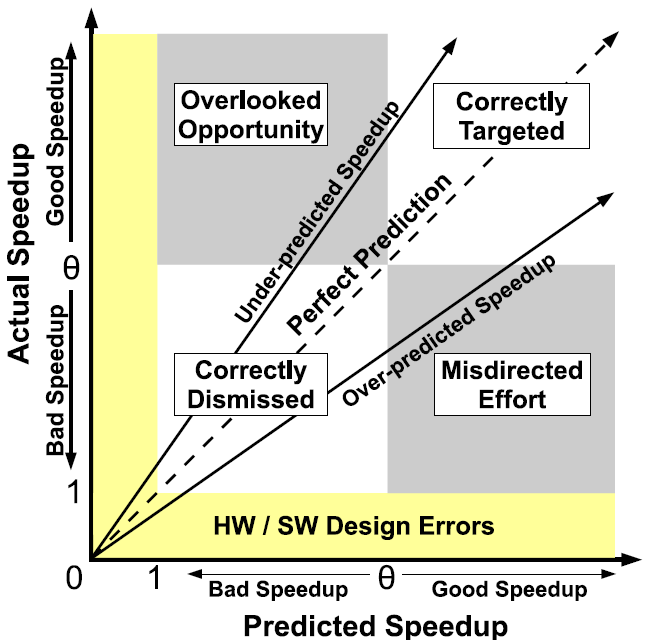 Overlooked
Opportunity
Correctly
Targeted
Under-predicted Speedup
Perfect Prediction
Over-predicted Speedup
Correctly
Dismissed
Misdirected
Effort
HW / SW Design Errors
Actual Speedup
Good Speedup
θ
Bad Speedup
1
0
1
Bad Speedup
θ
Good Speedup
Predicted Speedup